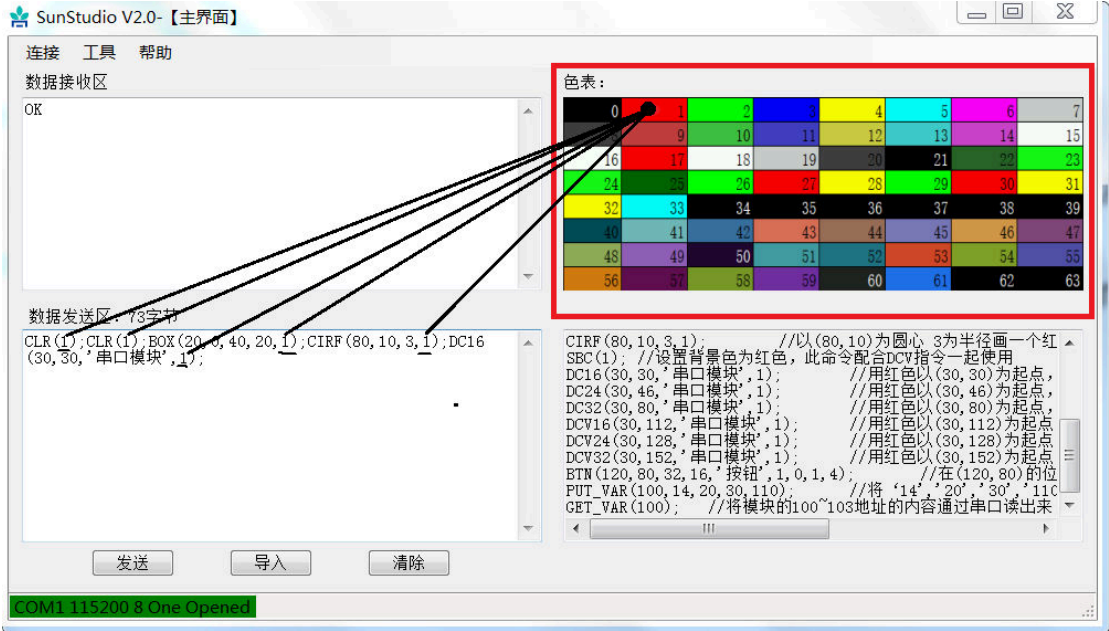 SunStudio V2.0-【主界面】
连接 工具 帮助
数据接收区
OK
色表：
0 1 2 3 4 5 6 7
8 9 10 11 12 13 14 15
16 17 18 19 20 21 22 23
24 25 26 27 28 29 30 31
32 33 34 35 36 37 38 39
40 41 42 43 44 45 46 47
48 49 50 51 52 53 54 55
56 57 58 59 60 61 62 63
数据发送区：73字节
CLR(1);CLR(1);BOX(20,0,40,20,1);CIRF(80,10,3,1);DC16
(30,30,'串口模块',1);
CIRF(80,10,3,1); //以(80,10)为圆心 3为半径画一个红
SBC(1); //设置背景色为红色，此命令配合DCV指令一起使用
DC16(30,30,'串口模块',1); //用红色以(30,30)为起点，
DC24(30,46,'串口模块',1); //用红色以(30,46)为起点，
DC32(30,80,'串口模块',1); //用红色以(30,80)为起点，
DCV16(30,112,'串口模块',1); //用红色以(30,112)为起点
DCV24(30,128,'串口模块',1); //用红色以(30,128)为起点
DCV32(30,152,'串口模块',1); //用红色以(30,152)为起点
BTN(120,80,32,16,'按钮',1,0,1,4); //在(120,80)的位
PUT_VAR(100,14,20,30,110); //将‘14’,‘20’,‘30’,‘110
GET_VAR(100); //将模块的100~103地址的内容通过串口读出来
发送 导入 清除
COM1 115200 8 One Opened